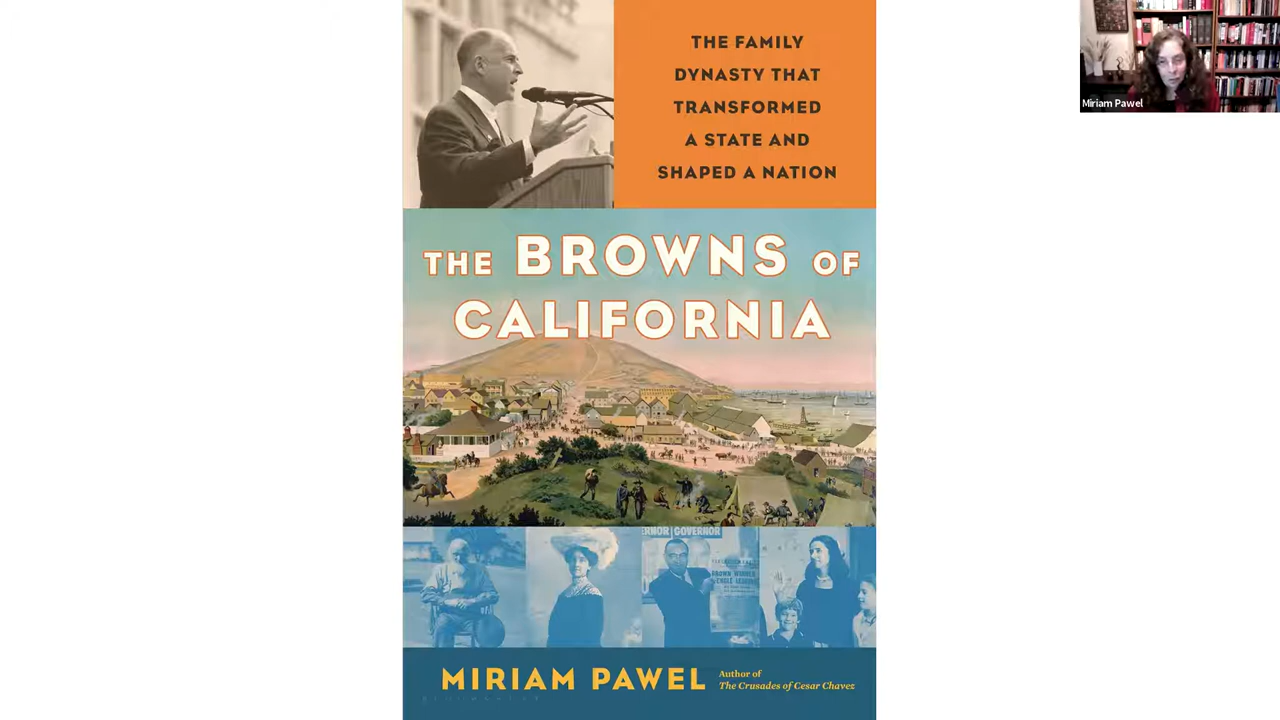 THE FAMILY
DYNASTY THAT
TRANSFORMED
A STATE AND
SHAPED A NATION
THE BROWNS OF
CALIFORNIA
GOVERNOR
MIRIAM PAWEL
Author of
The Crusades of Cesar Chavez
Miriam Pawel